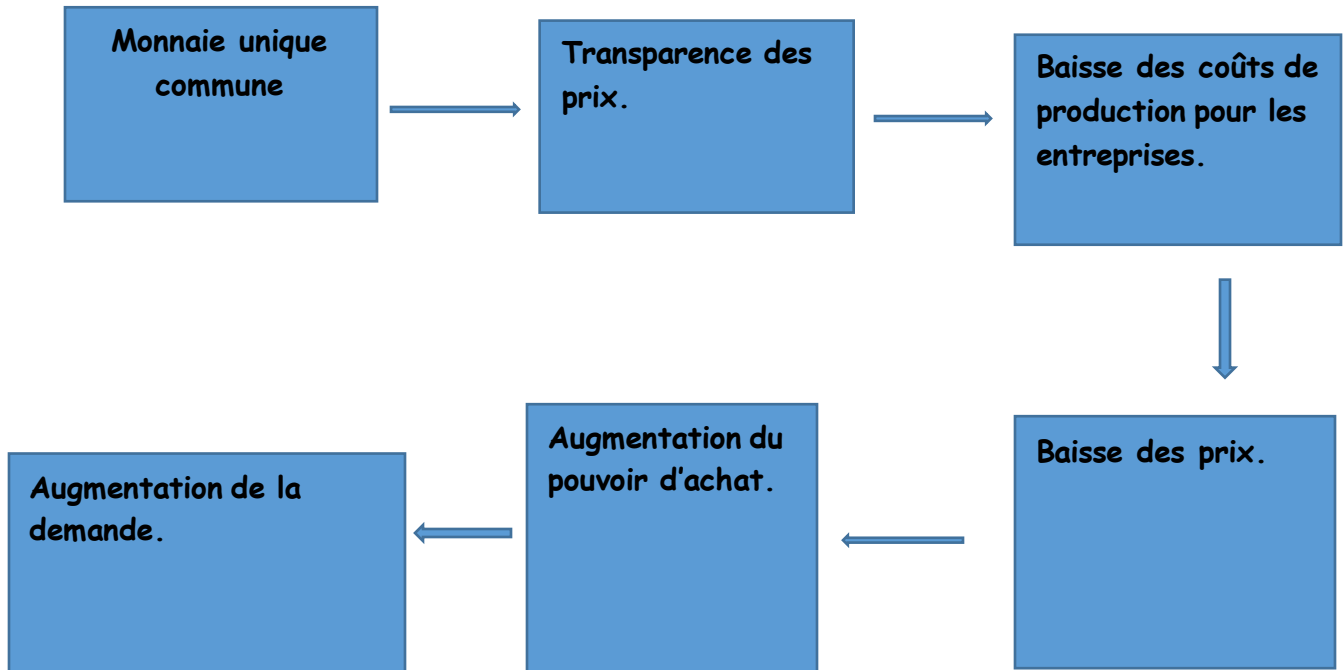 Monnaie unique
commune
Transparence des
prix.
Baisse des coûts de
production pour les
entreprises.
Baisse des prix.
Augmentation du
pouvoir d’achat.
Augmentation de la
demande.